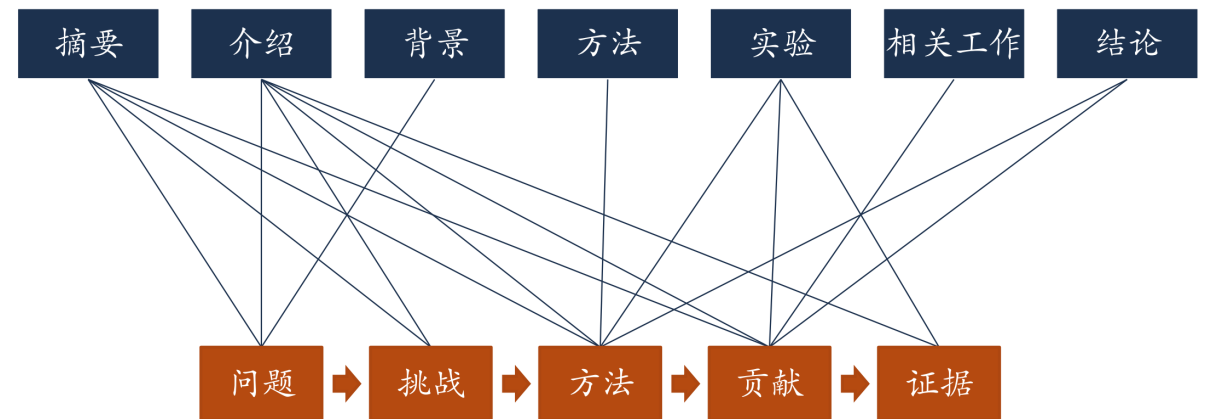 摘要 介绍 背景 方法 实验 相关工作 结论
问题 挑战 方法 贡献 证据